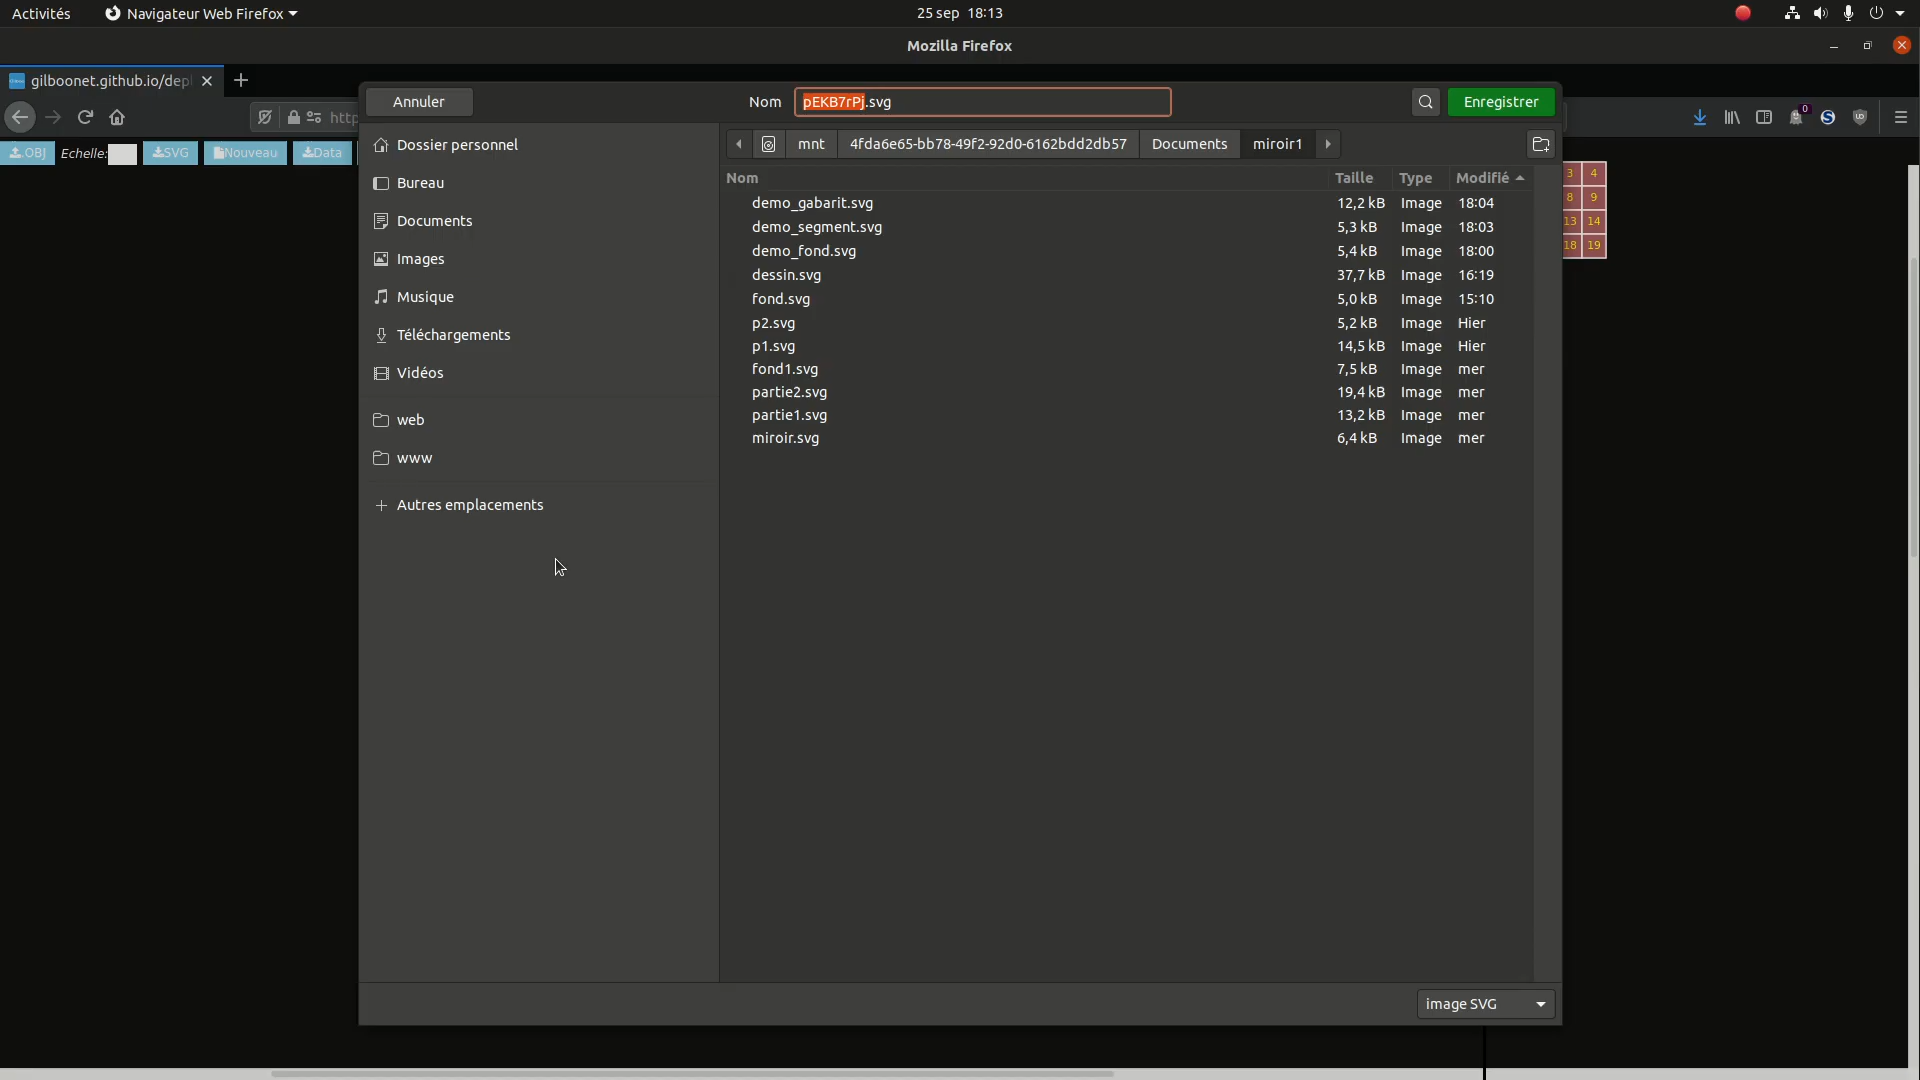 Activités Navigateur Web Firefox 25 sep 18:13
Mozilla Firefox
gilboonet.github.io/dep
http
.OBJ Echelle: SVG Nouveau Data
Annuler Nom pEKB7rPj.svg Enregistrer
0
mnt 4fda6e65-bb78-49f2-92d0-6162bdd2db57 Documents miroir1
Dossier personnel
Bureau
Documents
Images
Musique
Téléchargements
Vidéos
web
www
Autres emplacements
Nom Taille Type Modifié
demo_gabarit.svg 12,2 kB Image 18:04
demo_segment.svg 5,3 kB Image 18:03
demo_fond.svg 5,4 kB Image 18:00
dessin.svg 37,7 kB Image 16:19
fond.svg 5,0 kB Image 15:10
p2.svg 5,2 kB Image Hier
p1.svg 14,5 kB Image Hier
fond1.svg 7,5 kB Image mer
partie2.svg 19,4 kB Image mer
partie1.svg 13,2 kB Image mer
miroir.svg 6,4 kB Image mer
3 4
8 9
13 14
18 19
image SVG